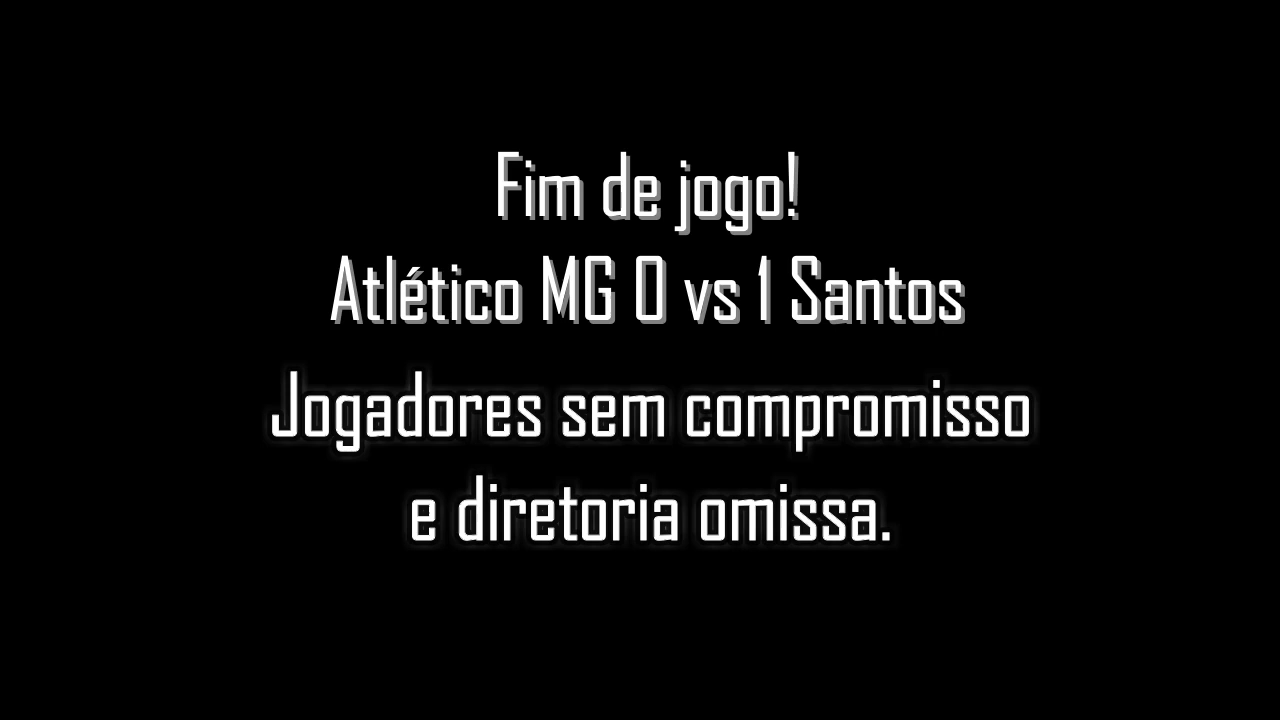 Fim de jogo!
Atlético MG 0 vs 1 Santos
Jogadores sem compromisso
e diretoria omissa.